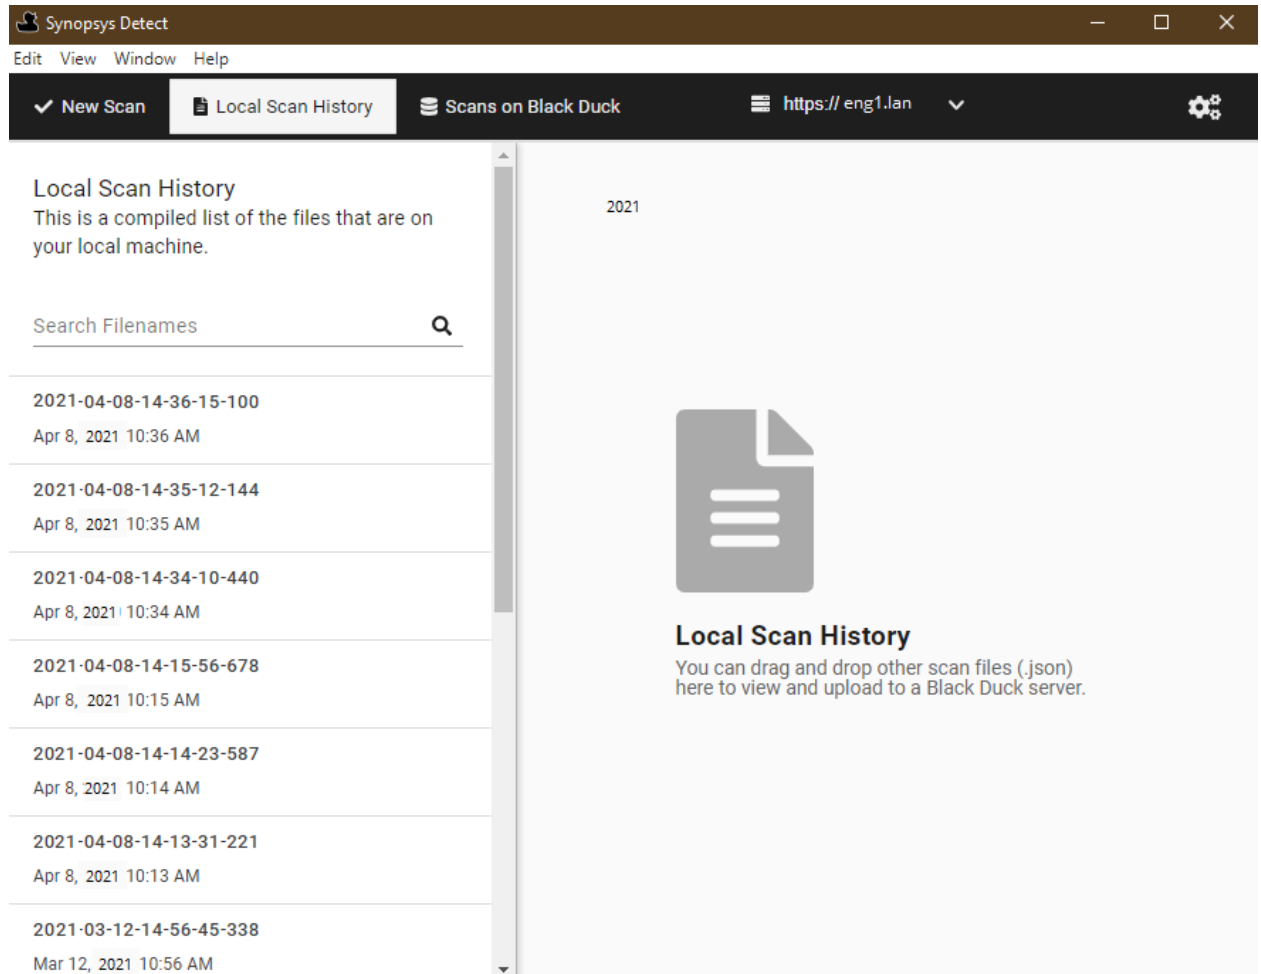 Synopsys Detect
Edit View Window Help
New Scan Local Scan History Scans on Black Duck https:// eng1.lan
Local Scan History
This is a compiled list of the files that are on
your local machine.
Search Filenames
2021-04-08-14-36-15-100
Apr 8, 2021 10:36 AM
2021-04-08-14-35-12-144
Apr 8, 2021 10:35 AM
2021-04-08-14-34-10-440
Apr 8, 2021 10:34 AM
2021-04-08-14-15-56-678
Apr 8, 2021 10:15 AM
2021-04-08-14-14-23-587
Apr 8, 2021 10:14 AM
2021-04-08-14-13-31-221
Apr 8, 2021 10:13 AM
2021-03-12-14-56-45-338
Mar 12, 2021 10:56 AM
2021
Local Scan History
You can drag and drop other scan files (.json)
here to view and upload to a Black Duck server.